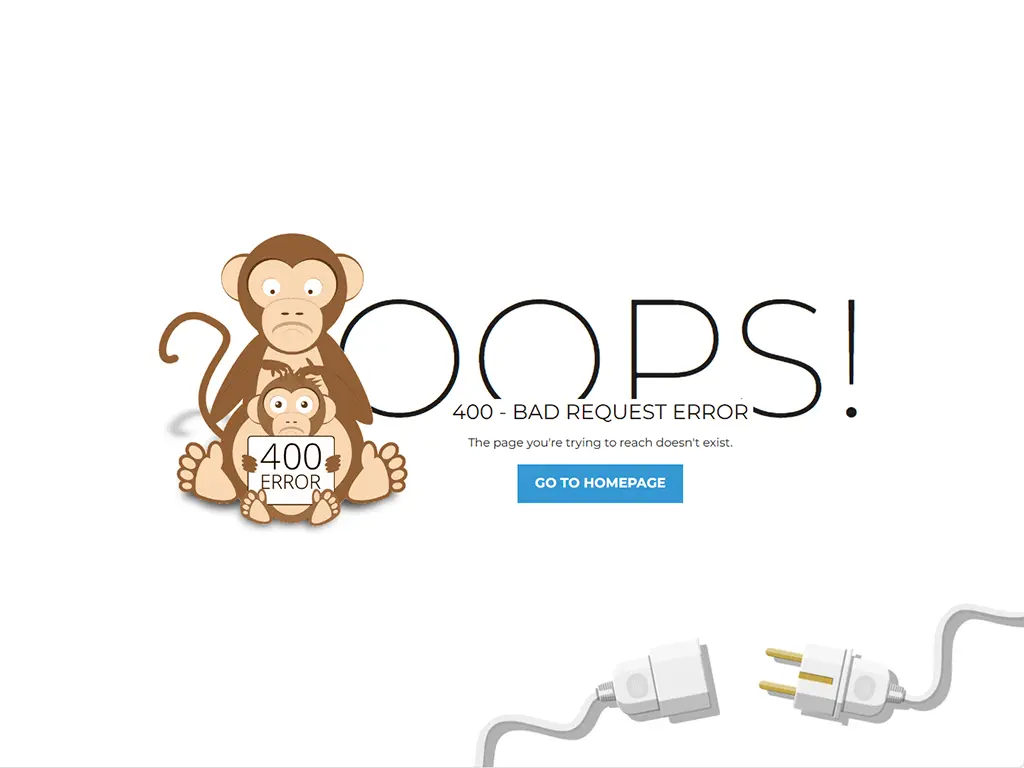 OOPS!
400 - BAD REQUEST ERROR
The page you're trying to reach doesn't exist.
GO TO HOMEPAGE
400
ERROR